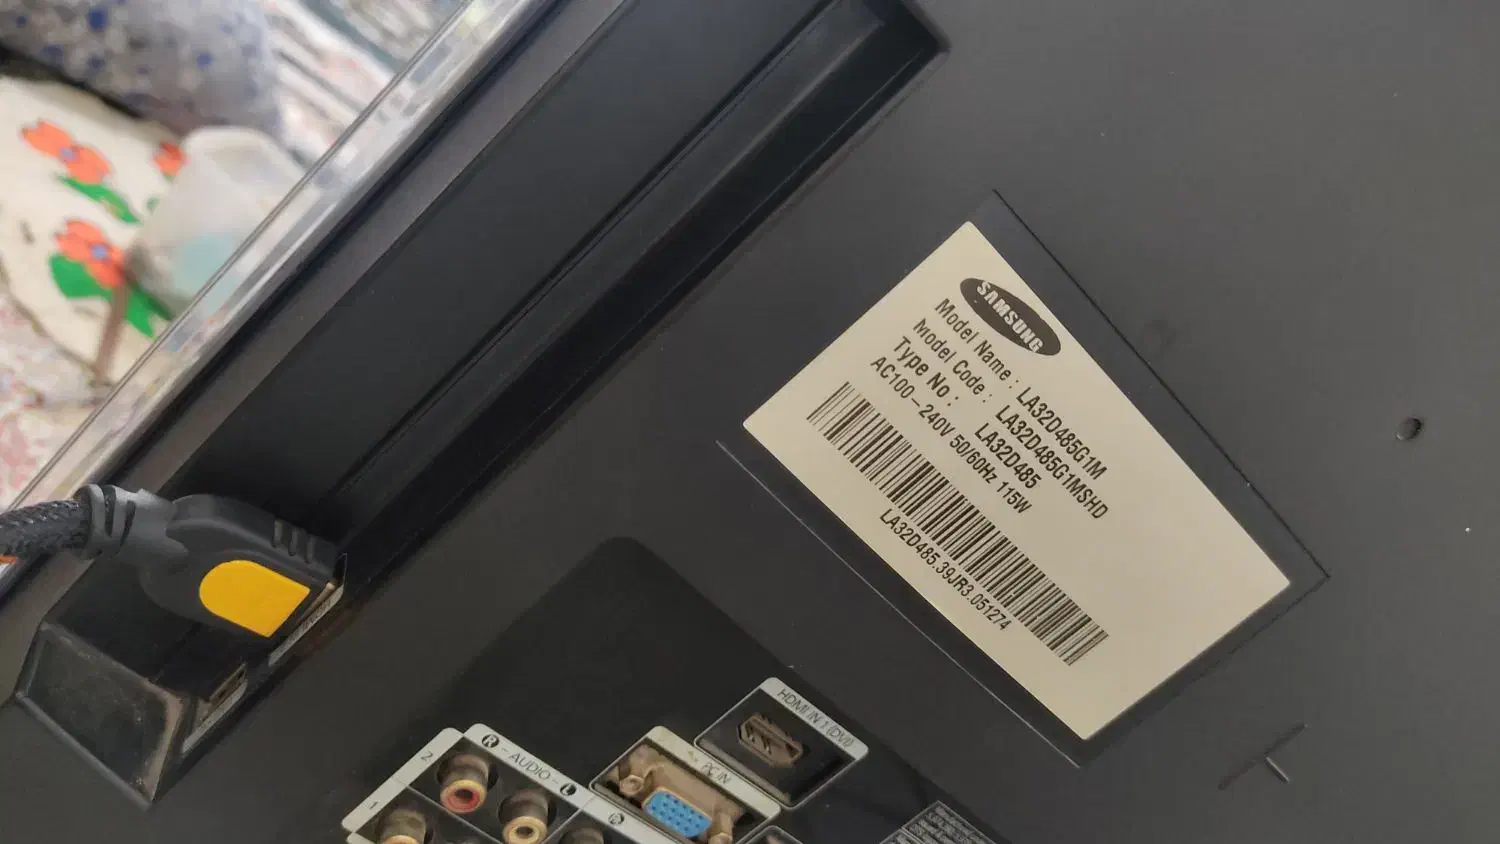 SAMSUNG
Model Name : LA32D485G1M
Model Code : LA32D485G1MSHD
Type No : LA32D485
AC100-240V 50/60Hz 115W
LA32D485.39JR3.051274
HDMI IN 1 (DVI)
PC IN
R - AUDIO - L
2
1